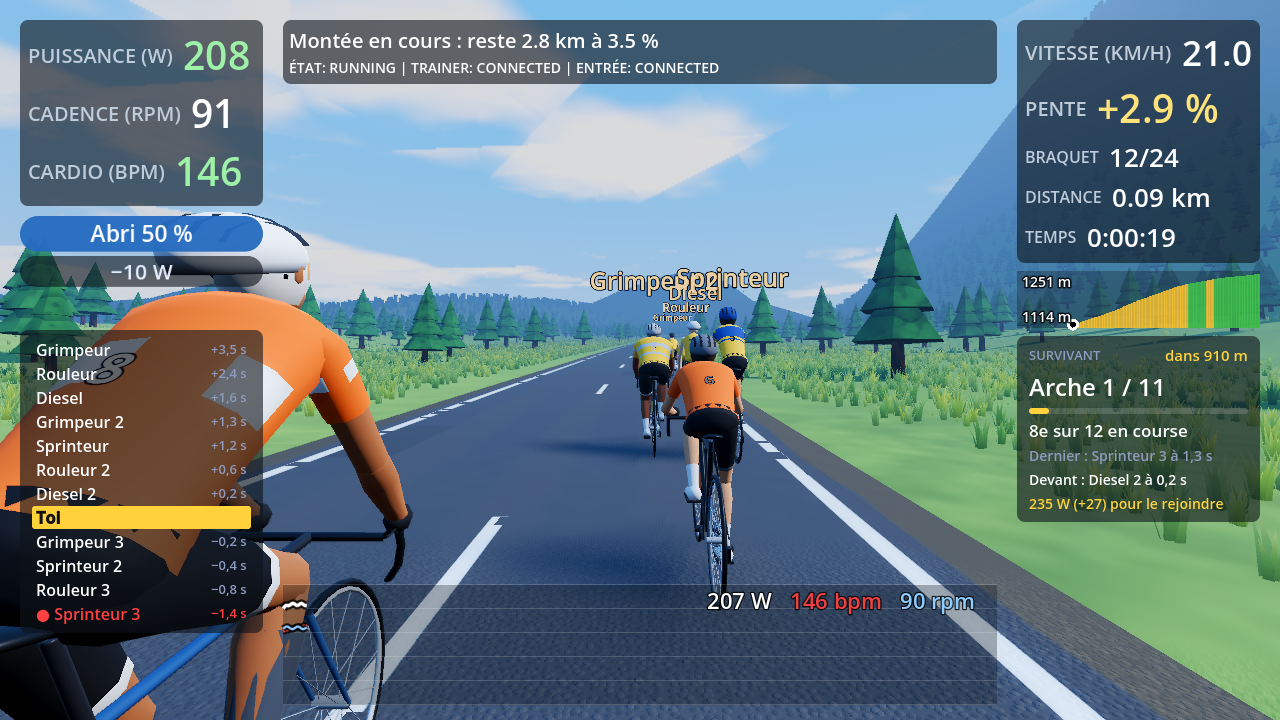 PUISSANCE (W) 208
CADENCE (RPM) 91
CARDIO (BPM) 146
Abri 50 %
−10 W
Montée en cours : reste 2.8 km à 3.5 %
ÉTAT: RUNNING | TRAINER: CONNECTED | ENTRÉE: CONNECTED
VITESSE (KM/H) 21.0
PENTE +2.9 %
BRAQUET 12/24
DISTANCE 0.09 km
TEMPS 0:00:19
1251 m
1114 m
SURVIVANT dans 910 m
Arche 1 / 11
8e sur 12 en course
Dernier : Sprinteur 3 à 1,3 s
Devant : Diesel 2 à 0,2 s
235 W (+27) pour le rejoindre
Grimpeur +3,5 s
Rouleur +2,4 s
Diesel +1,6 s
Grimpeur 2 +1,3 s
Sprinteur +1,2 s
Rouleur 2 +0,6 s
Diesel 2 +0,2 s
Toi
Grimpeur 3 −0,2 s
Sprinteur 2 −0,4 s
Rouleur 3 −0,8 s
Sprinteur 3 −1,4 s
Grimpeur 2
Sprinteur
Diesel
Rouleur
Grimpeur
8
6
207 W 146 bpm 90 rpm